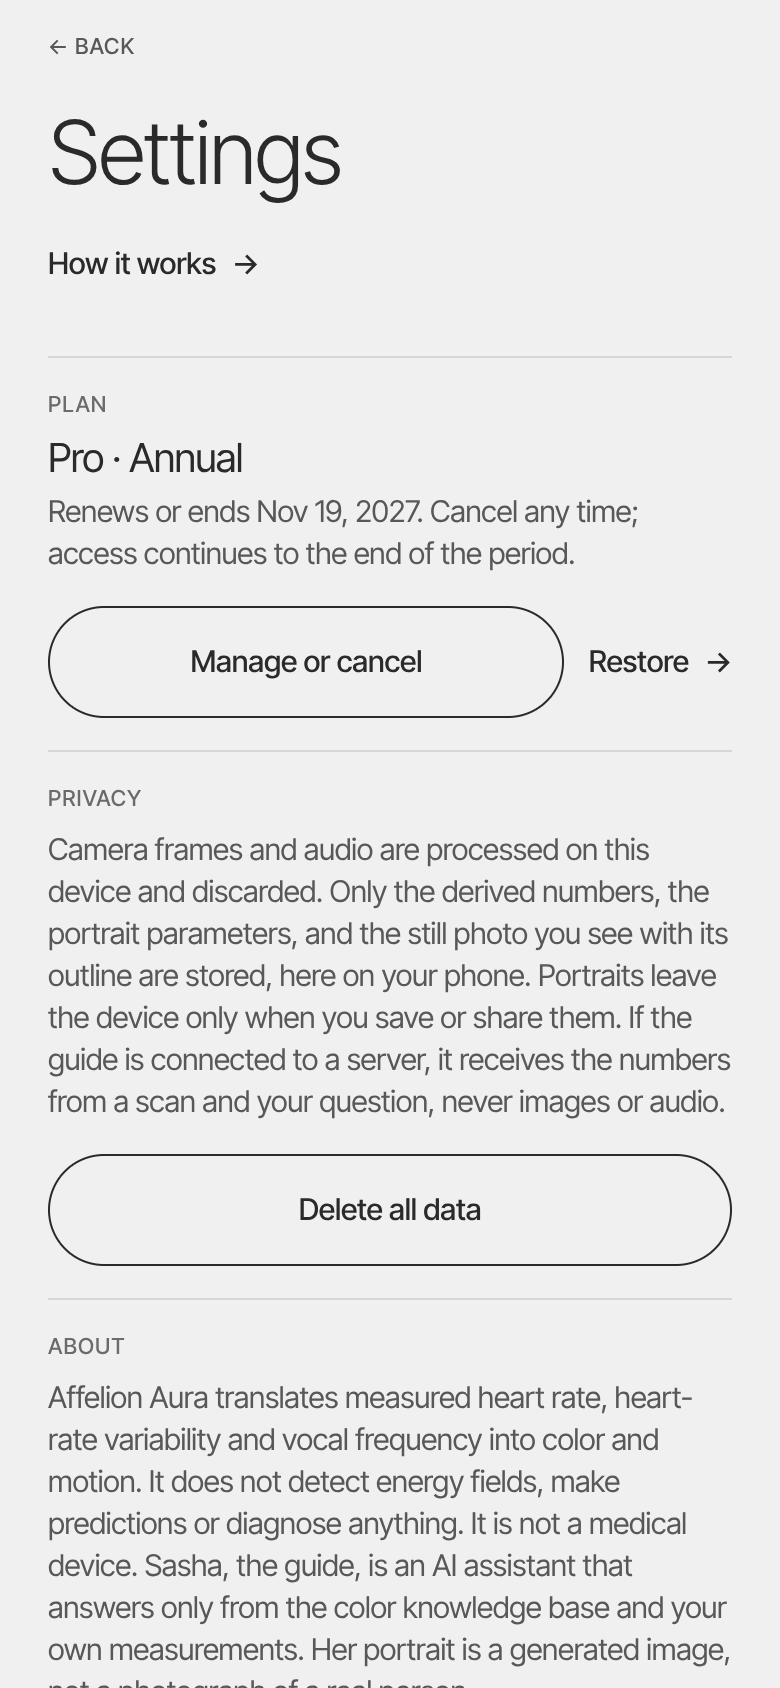 ← BACK
Settings
How it works →
PLAN
Pro · Annual
Renews or ends Nov 19, 2027. Cancel any time;
access continues to the end of the period.
Manage or cancel
Restore →
PRIVACY
Camera frames and audio are processed on this
device and discarded. Only the derived numbers, the
portrait parameters, and the still photo you see with its
outline are stored, here on your phone. Portraits leave
the device only when you save or share them. If the
guide is connected to a server, it receives the numbers
from a scan and your question, never images or audio.
Delete all data
ABOUT
Affelion Aura translates measured heart rate, heart-
rate variability and vocal frequency into color and
motion. It does not detect energy fields, make
predictions or diagnose anything. It is not a medical
device. Sasha, the guide, is an AI assistant that
answers only from the color knowledge base and your
own measurements. Her portrait is a generated image,
not a photograph of a real person.